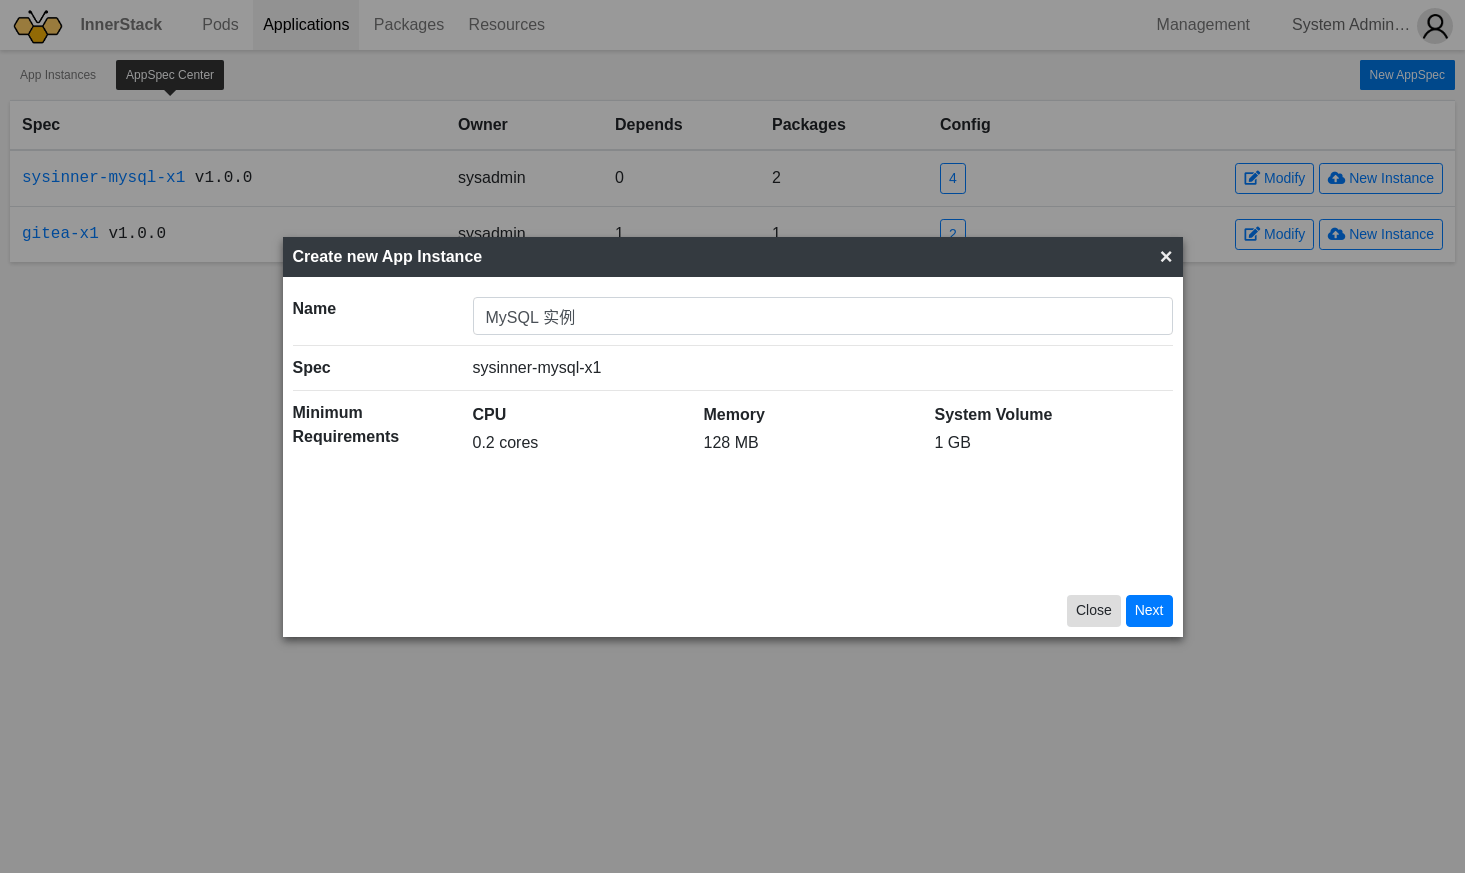 InnerStack Pods Applications Packages Resources Management System Admin…
App Instances AppSpec Center New AppSpec
Spec Owner Depends Packages Config
sysinner-mysql-x1 v1.0.0 sysadmin 0 2 4 Modify New Instance
gitea-x1 v1.0.0 sysadmin 1 1 2 Modify New Instance
Create new App Instance ×
Name MySQL 实例
Spec sysinner-mysql-x1
Minimum Requirements CPU Memory System Volume
0.2 cores 128 MB 1 GB
Close Next